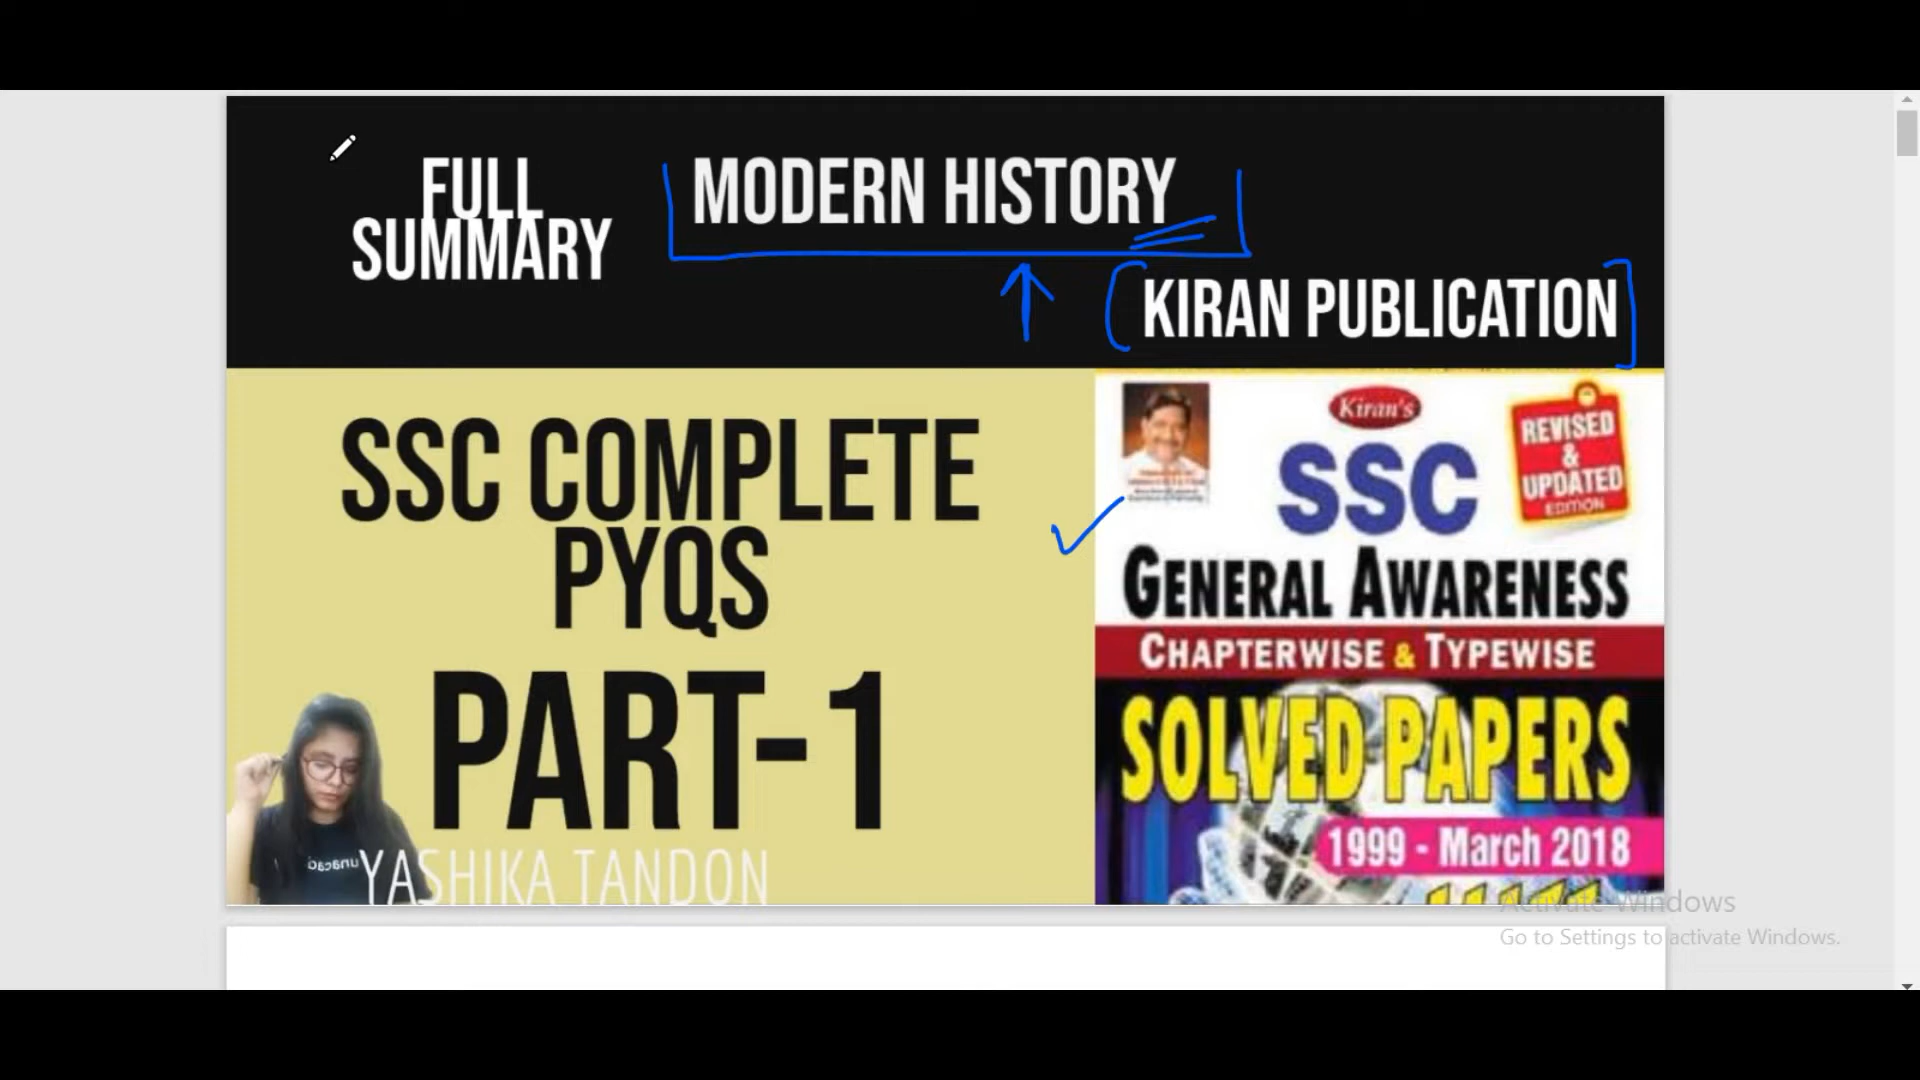 FULL
SUMMARY
MODERN HISTORY
KIRAN PUBLICATION
SSC COMPLETE
PYQS
PART-1
YASHIKA TANDON
Kiran's
SSC
REVISED
&
UPDATED
EDITION
GENERAL AWARENESS
CHAPTERWISE & TYPEWISE
SOLVED PAPERS
1999 - March 2018
Activate Windows
Go to Settings to activate Windows.